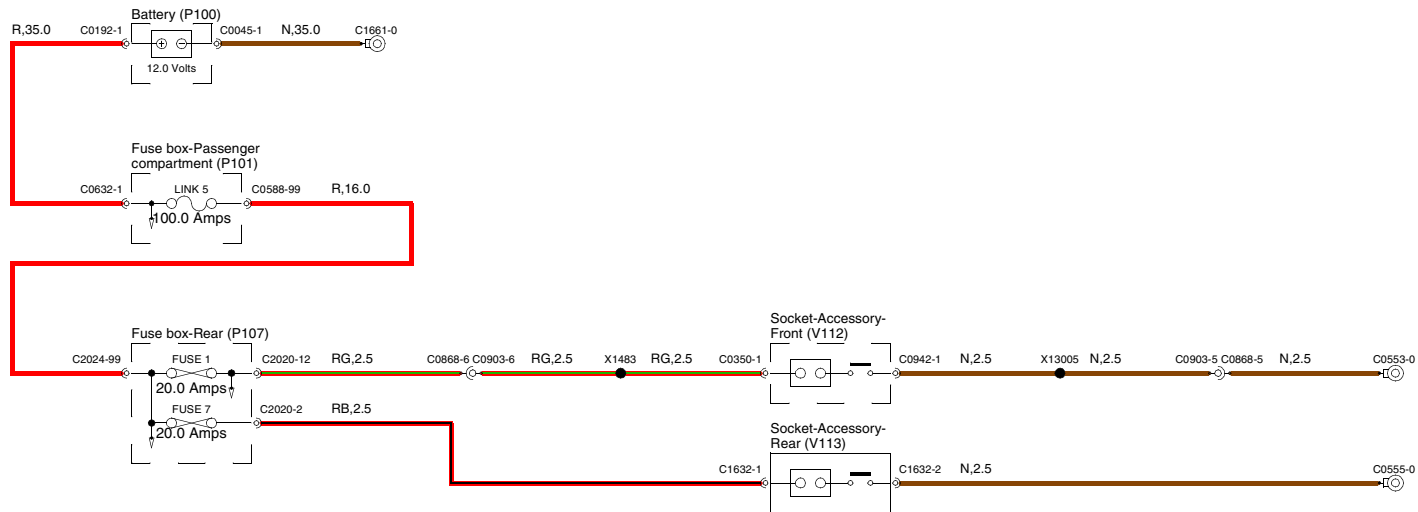 Battery (P100)
R,35.0 C0192-1 C0045-1 N,35.0 C1661-0
12.0 Volts
Fuse box-Passenger
compartment (P101)
C0632-1 LINK 5 C0588-99 R,16.0
100.0 Amps
Socket-Accessory-
Front (V112)
Fuse box-Rear (P107)
C2024-99 FUSE 1 C2020-12 RG,2.5 C0868-6 C0903-6 RG,2.5 X1483 RG,2.5 C0350-1 C0942-1 N,2.5 X13005 N,2.5 C0903-5 C0868-5 N,2.5 C0553-0
20.0 Amps
FUSE 7 C2020-2 RB,2.5
20.0 Amps
Socket-Accessory-
Rear (V113)
C1632-1 C1632-2 N,2.5 C0555-0